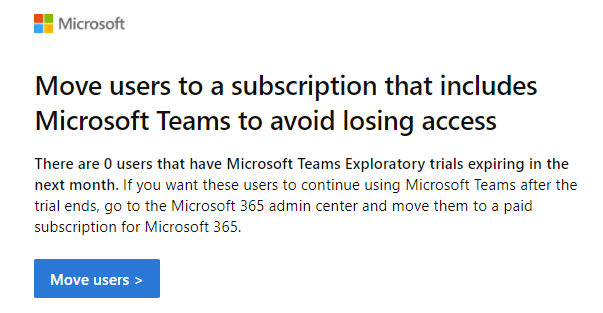 Microsoft
Move users to a subscription that includes
Microsoft Teams to avoid losing access
There are 0 users that have Microsoft Teams Exploratory trials expiring in the
next month. If you want these users to continue using Microsoft Teams after the
trial ends, go to the Microsoft 365 admin center and move them to a paid
subscription for Microsoft 365.
Move users >